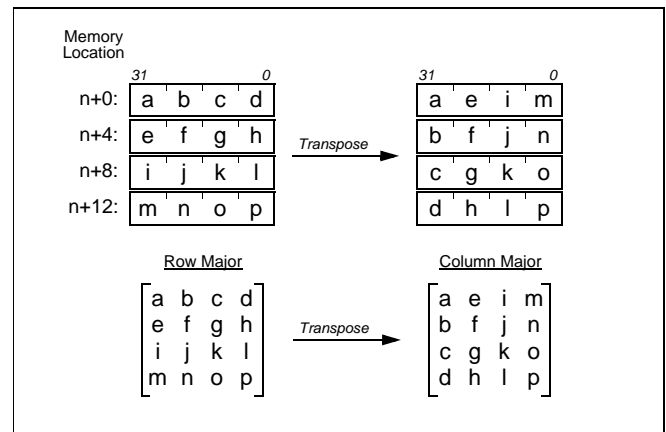 Memory
Location
31 0 31 0
n+0: a b c d a e i m
n+4: e f g h Transpose b f j n
n+8: i j k l c g k o
n+12: m n o p d h l p
Row Major Column Major
a b c d a e i m
e f g h Transpose b f j n
i j k l c g k o
m n o p d h l p